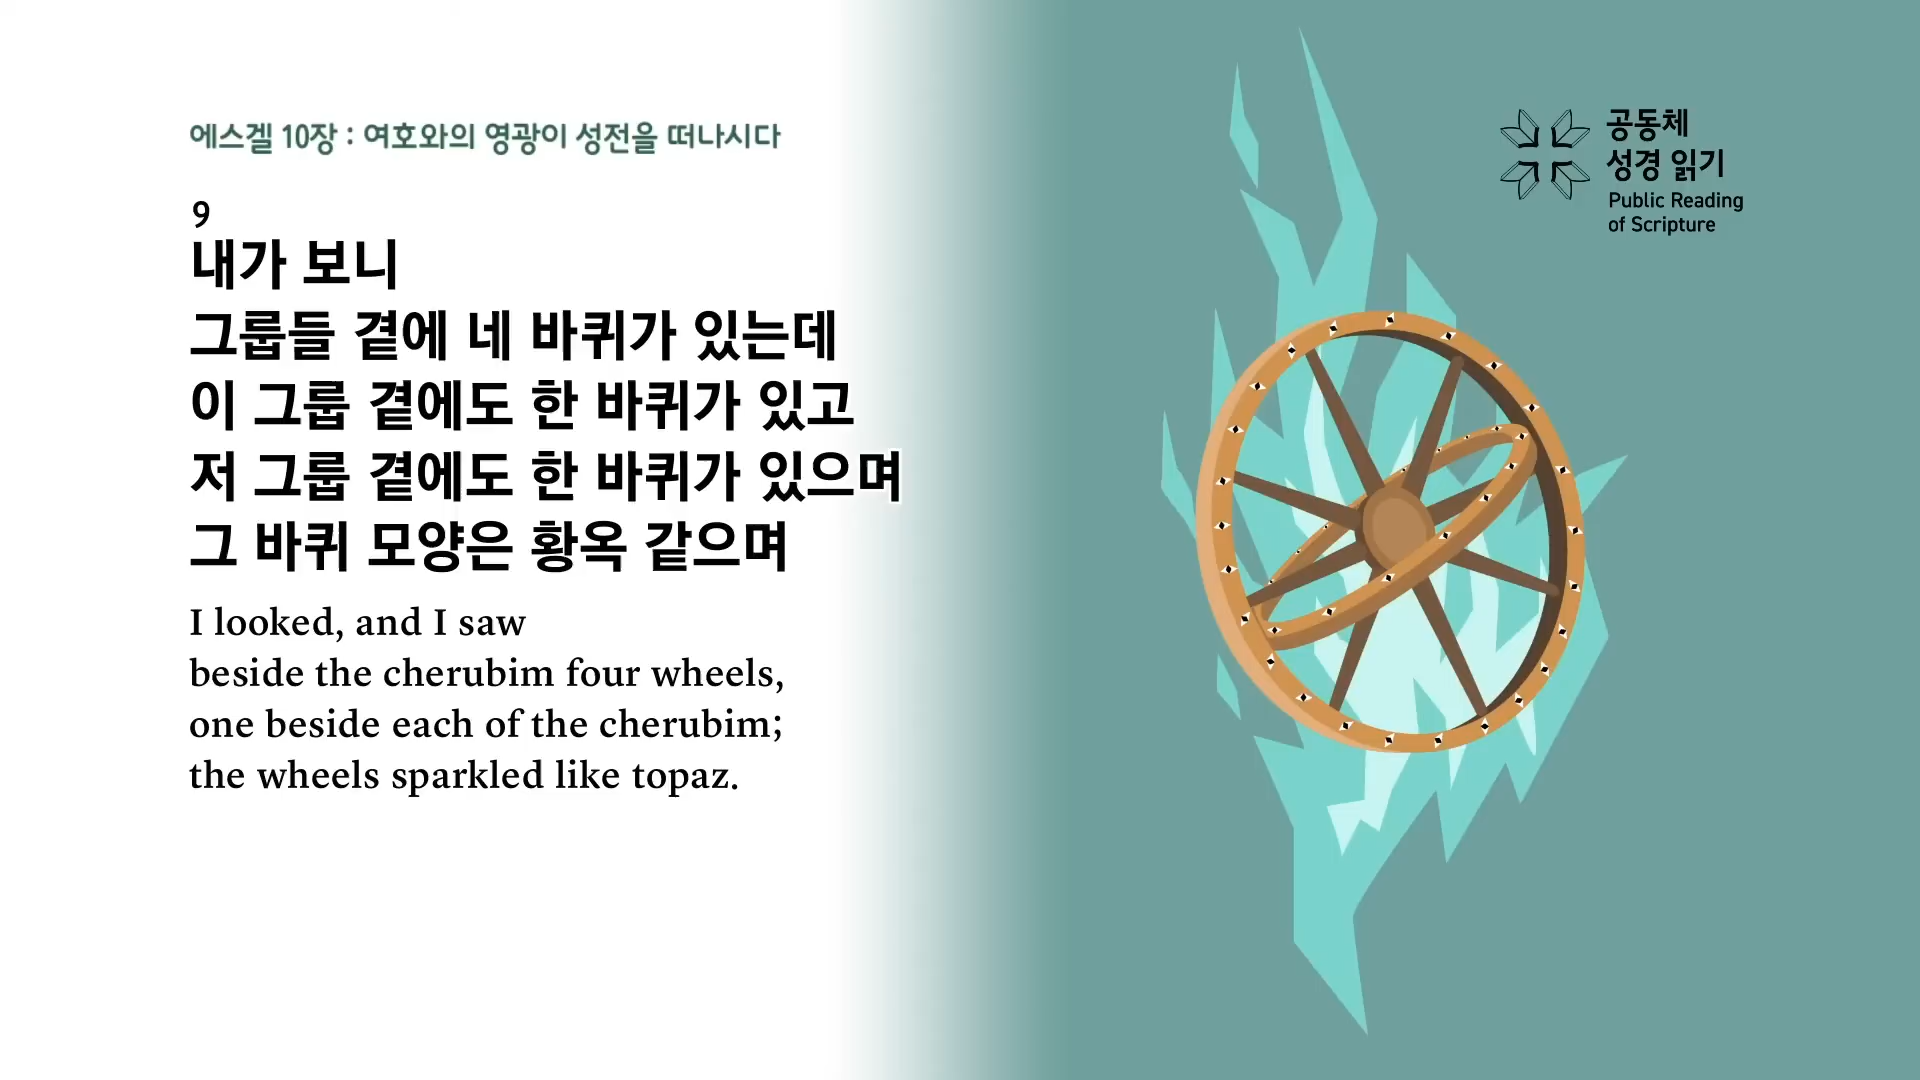 에스겔 10장 : 여호와의 영광이 성전을 떠나시다
9
내가 보니
그룹들 곁에 네 바퀴가 있는데
이 그룹 곁에도 한 바퀴가 있고
저 그룹 곁에도 한 바퀴가 있으며
그 바퀴 모양은 황옥 같으며
I looked, and I saw
beside the cherubim four wheels,
one beside each of the cherubim;
the wheels sparkled like topaz.
공동체
성경 읽기
Public Reading
of Scripture